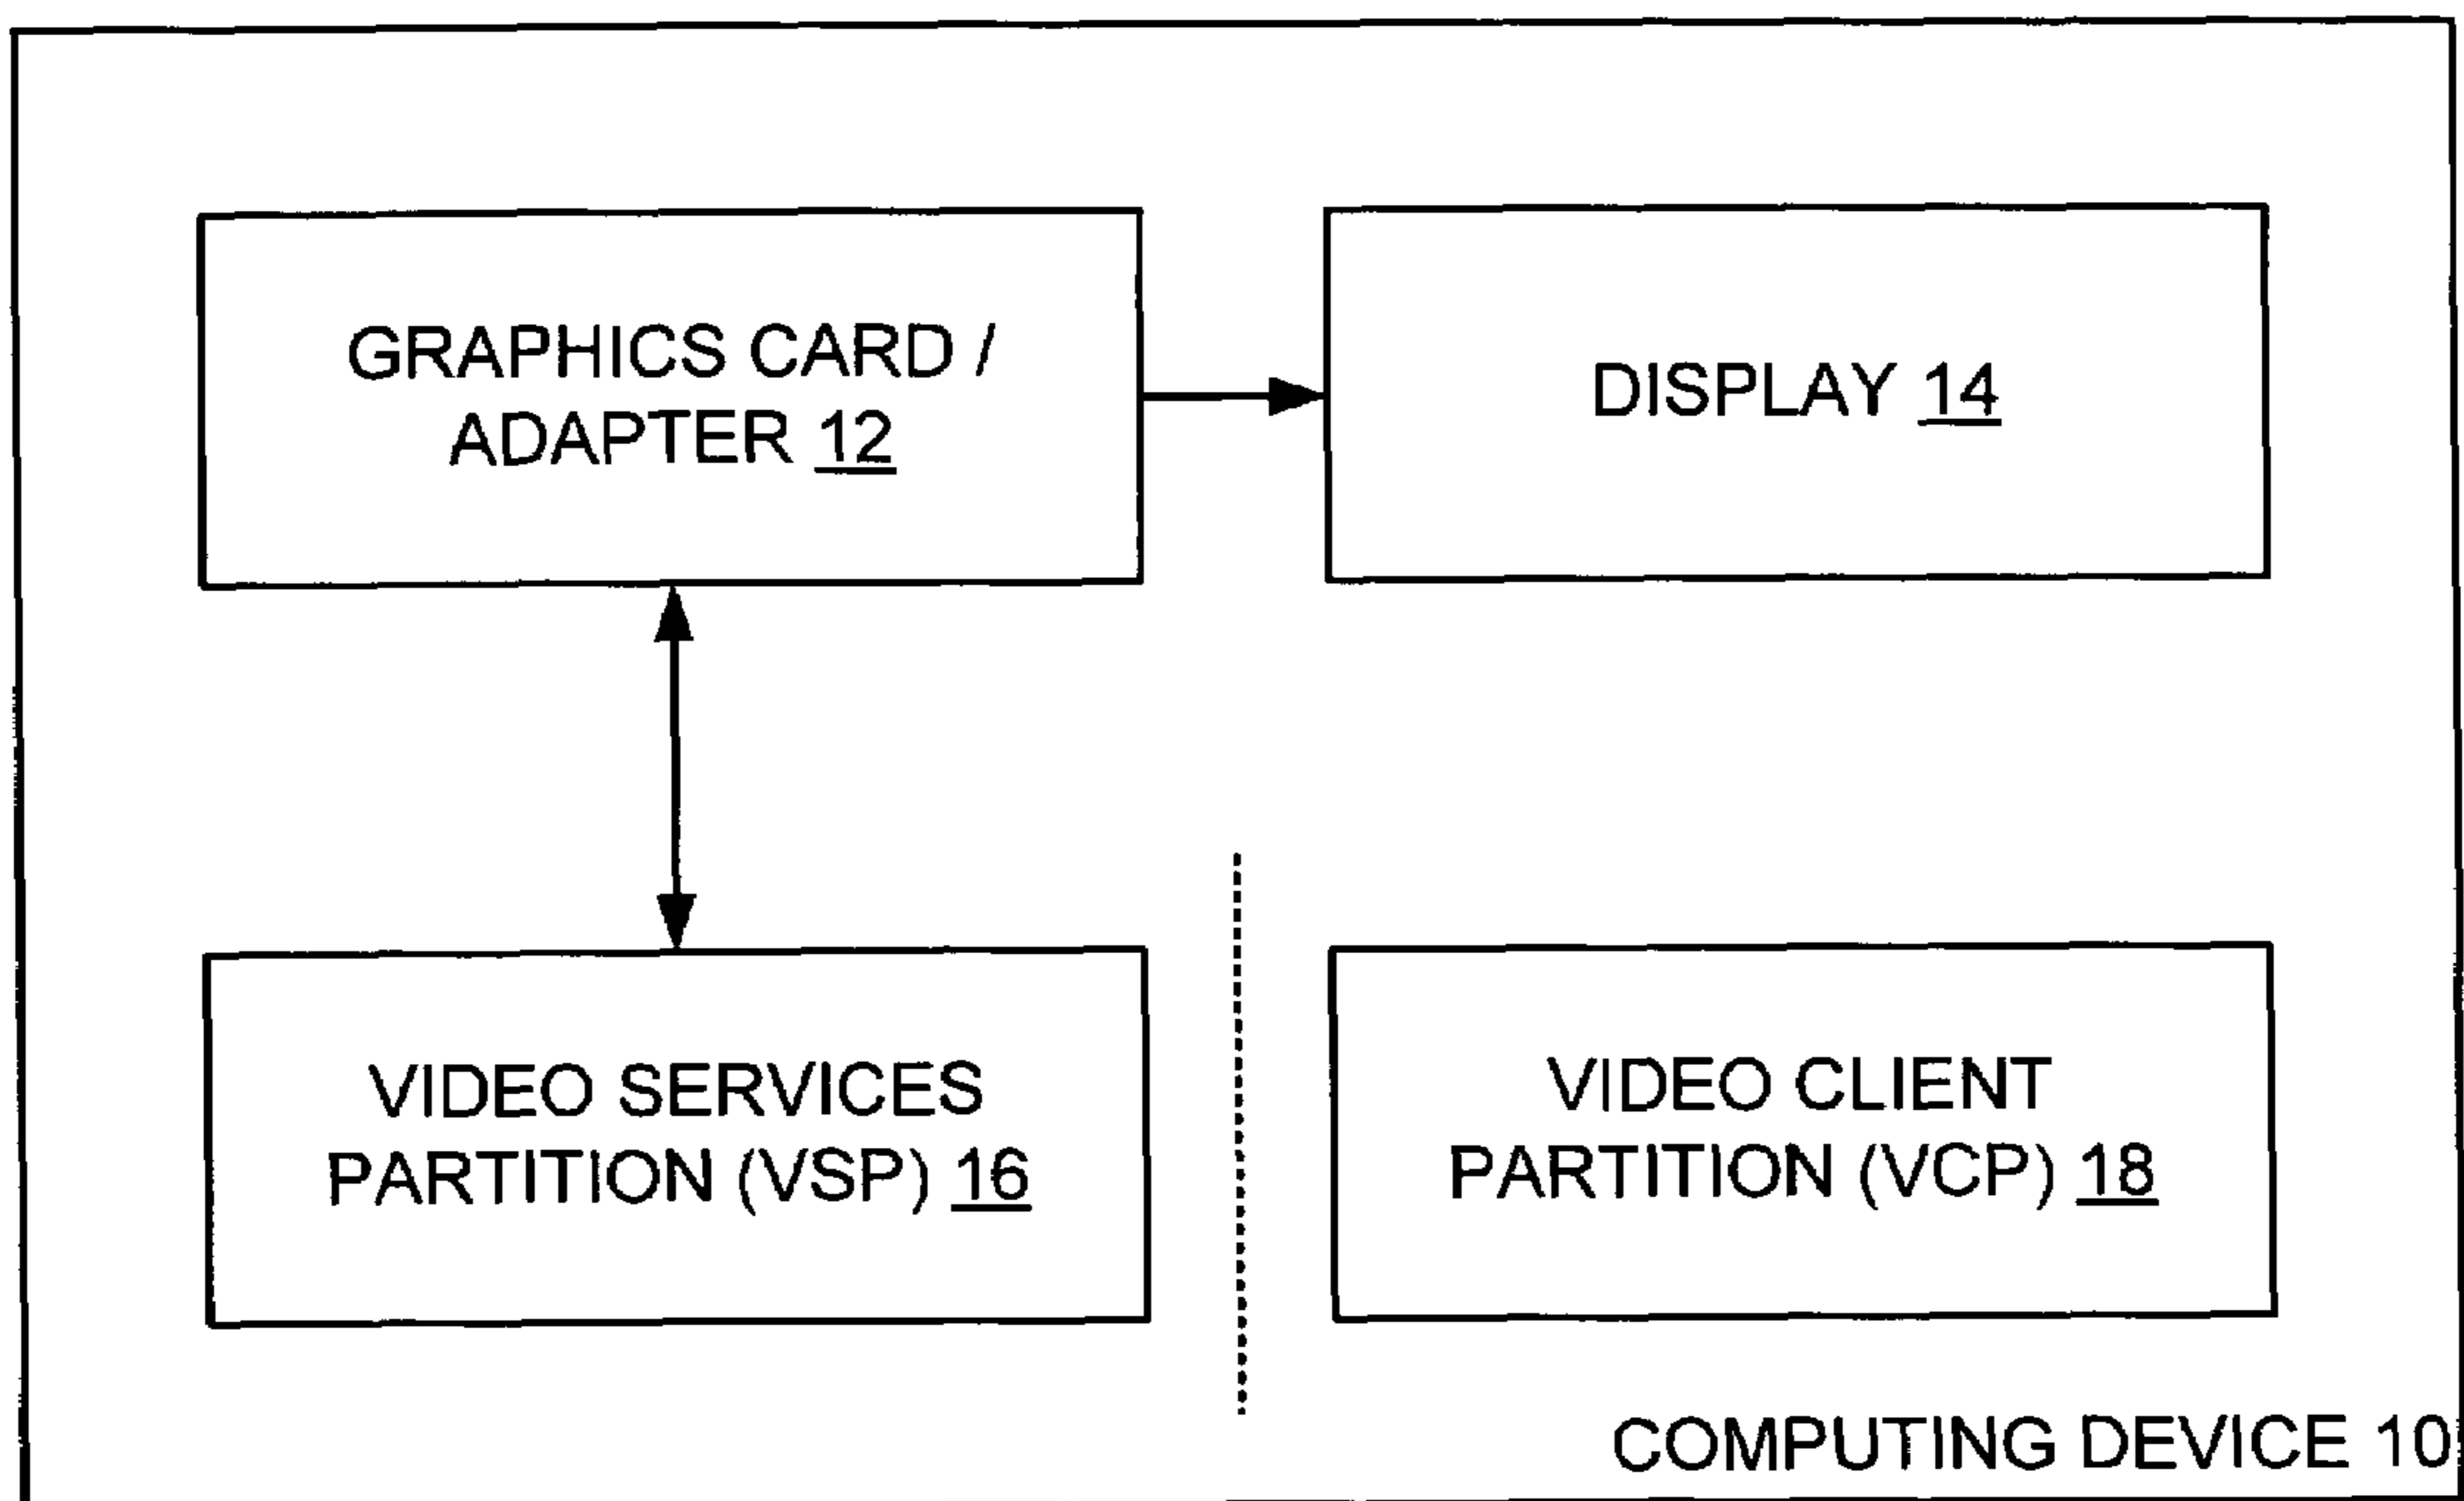 GRAPHICS CARD /
ADAPTER 12
DISPLAY 14
VIDEO SERVICES
PARTITION (VSP) 16
VIDEO CLIENT
PARTITION (VCP) 18
COMPUTING DEVICE 10